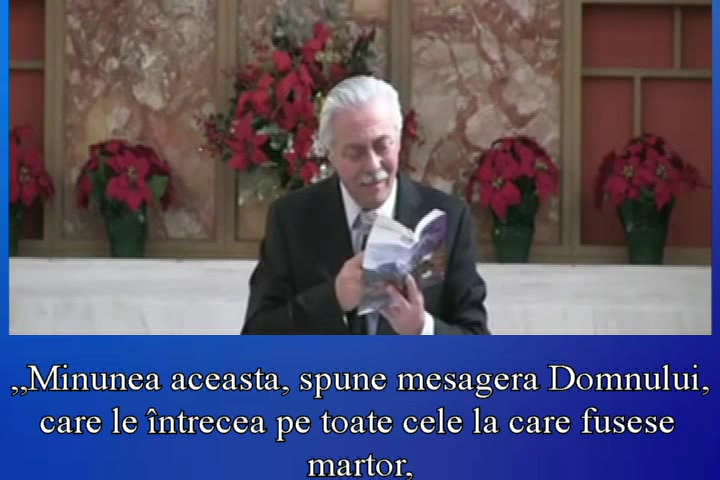 ,,Minunea aceasta, spune mesagera Domnului,
care le întrecea pe toate cele la care fusese
martor,